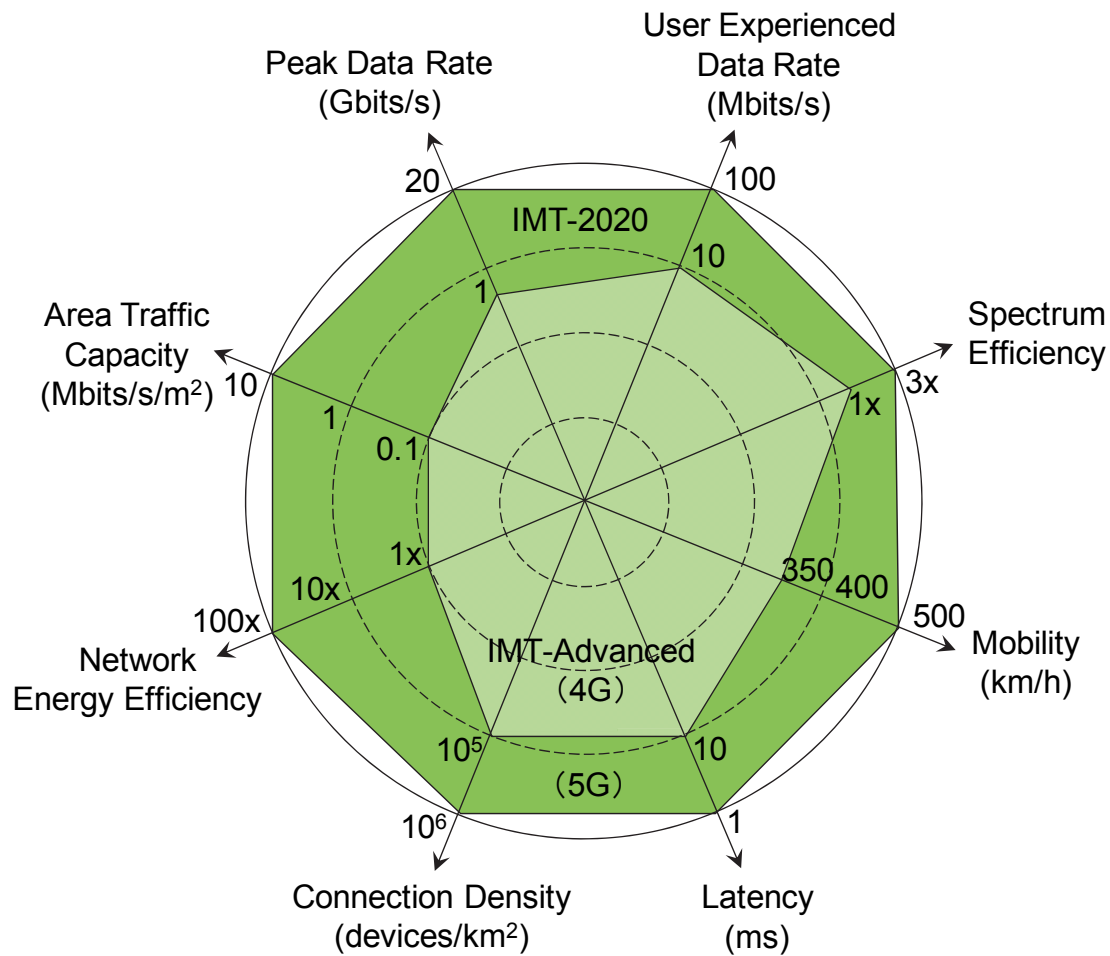 User Experienced
Data Rate
(Mbits/s)
Peak Data Rate
(Gbits/s)
20
100
IMT-2020
10
1
Area Traffic
Capacity
(Mbits/s/m²)
Spectrum
Efficiency
10
3x
1x
1
0.1
1x
350
10x
400
100x
500
Network
Energy Efficiency
Mobility
(km/h)
IMT-Advanced
（4G）
10⁵
10
（5G）
10⁶
1
Connection Density
(devices/km²)
Latency
(ms)